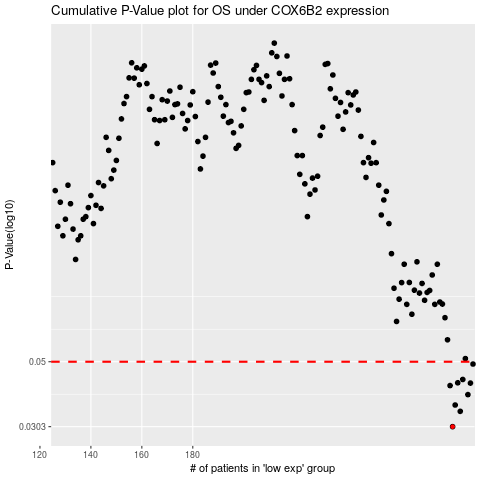 Cumulative P-Value plot for OS under COX6B2 expression
P-Value(log10)
0.05
0.0303
120 140 160 180
# of patients in 'low exp' group